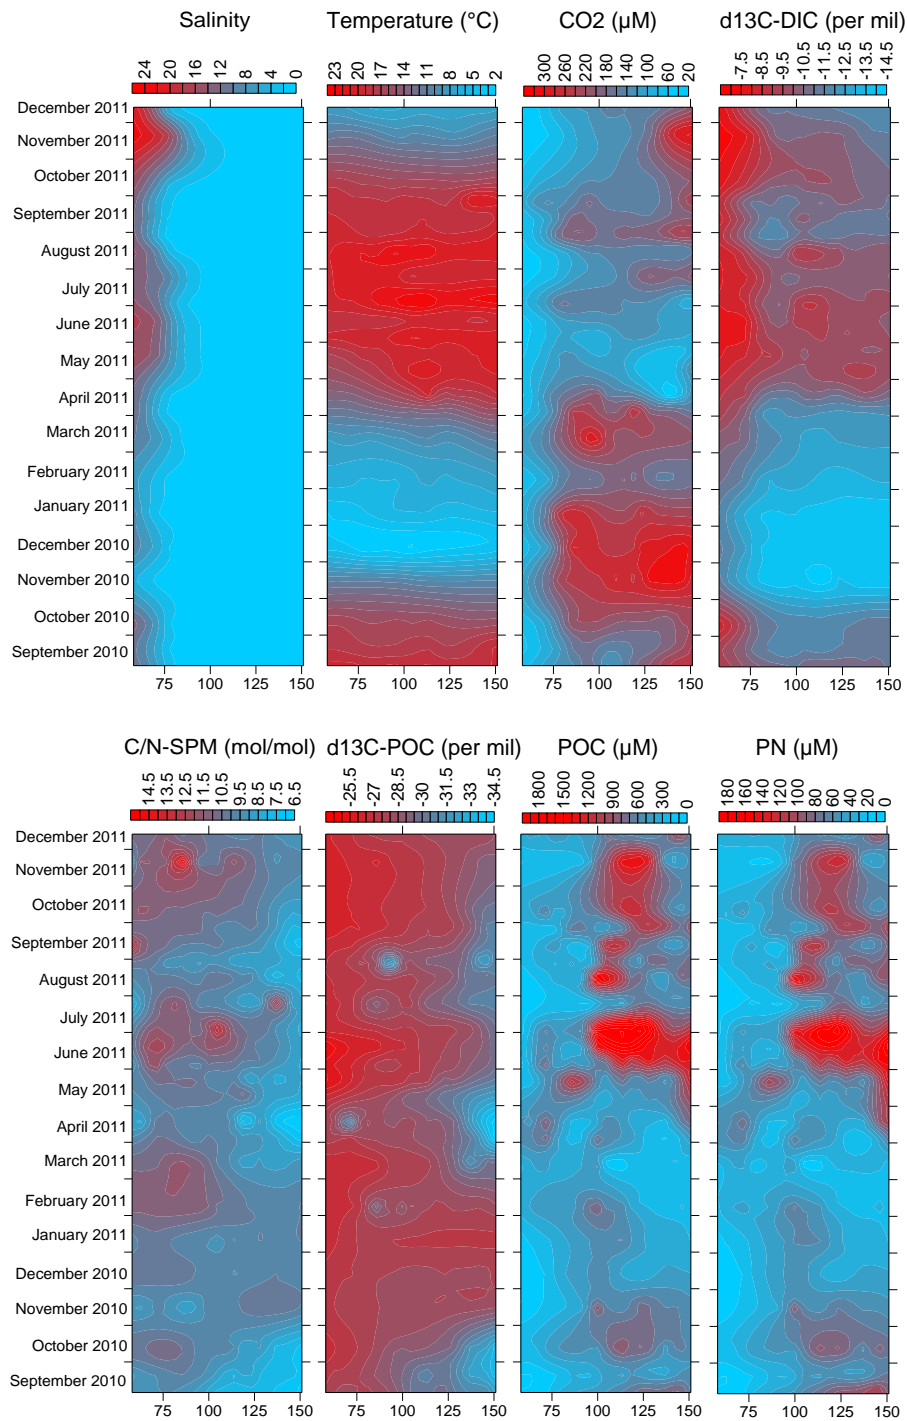 Salinity Temperature (°C) CO2 (µM) d13C-DIC (per mil)
24 20 16 12 8 4 0 23 20 17 14 11 8 5 2 300 260 220 180 140 100 60 20 -7.5 -8.5 -9.5 -10.5 -11.5 -12.5 -13.5 -14.5
December 2011
November 2011
October 2011
September 2011
August 2011
July 2011
June 2011
May 2011
April 2011
March 2011
February 2011
January 2011
December 2010
November 2010
October 2010
September 2010
75 100 125 150 75 100 125 150 75 100 125 150 75 100 125 150
C/N-SPM (mol/mol) d13C-POC (per mil) POC (µM) PN (µM)
14.5 13.5 12.5 11.5 10.5 9.5 8.5 7.5 6.5 -25.5 -27 -28.5 -30 -31.5 -33 -34.5 1800 1500 1200 900 600 300 0 180 160 140 120 100 80 60 40 20 0
December 2011
November 2011
October 2011
September 2011
August 2011
July 2011
June 2011
May 2011
April 2011
March 2011
February 2011
January 2011
December 2010
November 2010
October 2010
September 2010
75 100 125 150 75 100 125 150 75 100 125 150 75 100 125 150